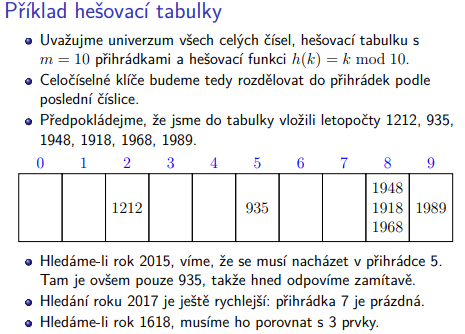 Příklad hešovací tabulky
Uvažujme univerzum všech celých čísel, hešovací tabulku s
m = 10 přihrádkami a hešovací funkci h(k) = k mod 10.
Celočíselné klíče budeme tedy rozdělovat do přihrádek podle
poslední číslice.
Předpokládejme, že jsme do tabulky vložili letopočty 1212, 935,
1948, 1918, 1968, 1989.
0 1 2 3 4 5 6 7 8 9
1948
1212 935 1918 1989
1968
Hledáme-li rok 2015, víme, že se musí nacházet v přihrádce 5.
Tam je ovšem pouze 935, takže hned odpovíme zamítavě.
Hledání roku 2017 je ještě rychlejší: přihrádka 7 je prázdná.
Hledáme-li rok 1618, musíme ho porovnat s 3 prvky.